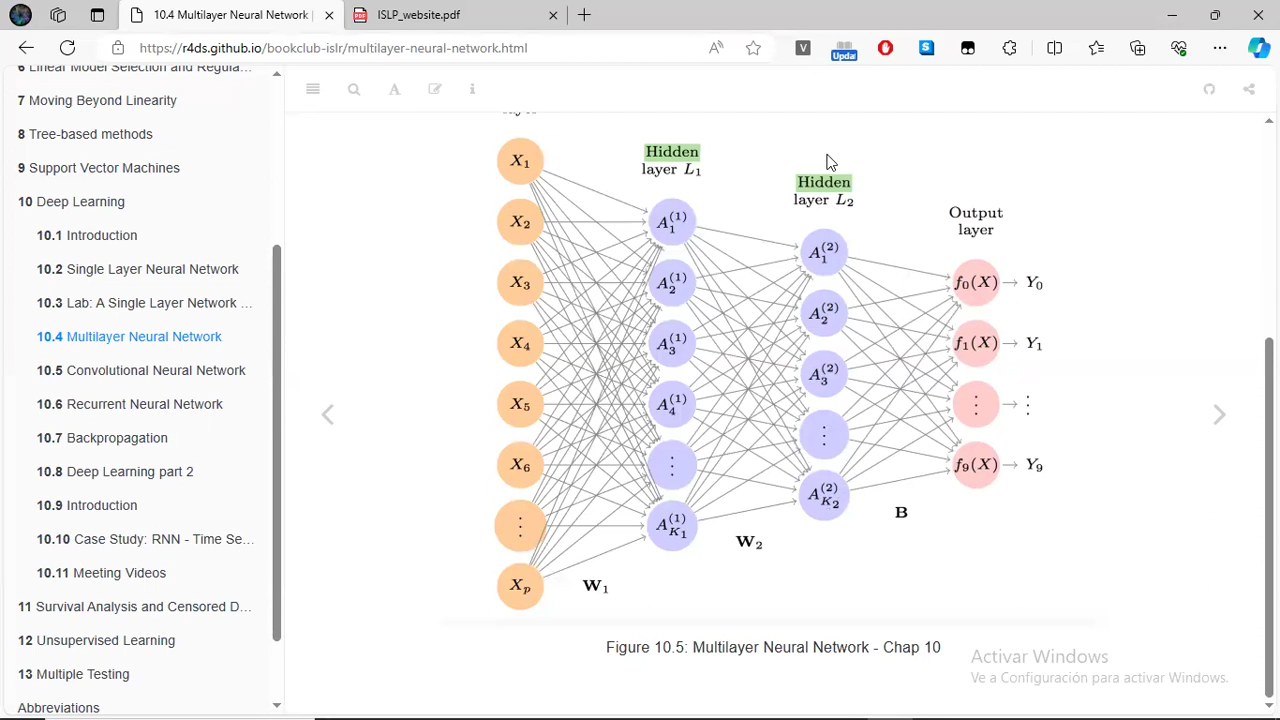 10.4 Multilayer Neural Network |
ISLP_website.pdf
https://r4ds.github.io/bookclub-islr/multilayer-neural-network.html
Updat
6 Linear Model Selection and Regula...
7 Moving Beyond Linearity
8 Tree-based methods
9 Support Vector Machines
10 Deep Learning
10.1 Introduction
10.2 Single Layer Neural Network
10.3 Lab: A Single Layer Network ...
10.4 Multilayer Neural Network
10.5 Convolutional Neural Network
10.6 Recurrent Neural Network
10.7 Backpropagation
10.8 Deep Learning part 2
10.9 Introduction
10.10 Case Study: RNN - Time Se...
10.11 Meeting Videos
11 Survival Analysis and Censored D...
12 Unsupervised Learning
13 Multiple Testing
Abbreviations
X₁
X₂
X₃
X₄
X₅
X₆
⋮
Xₚ
W₁
Hidden
layer L₁
A₁⁽¹⁾
A₂⁽¹⁾
A₃⁽¹⁾
A₄⁽¹⁾
⋮
A_{K₁}⁽¹⁾
W₂
Hidden
layer L₂
A₁⁽²⁾
A₂⁽²⁾
A₃⁽²⁾
⋮
A_{K₂}⁽²⁾
B
Output
layer
f₀(X) → Y₀
f₁(X) → Y₁
⋮ → ⋮
f₉(X) → Y₉
Figure 10.5: Multilayer Neural Network - Chap 10
Activar Windows
Ve a Configuración para activar Windows.